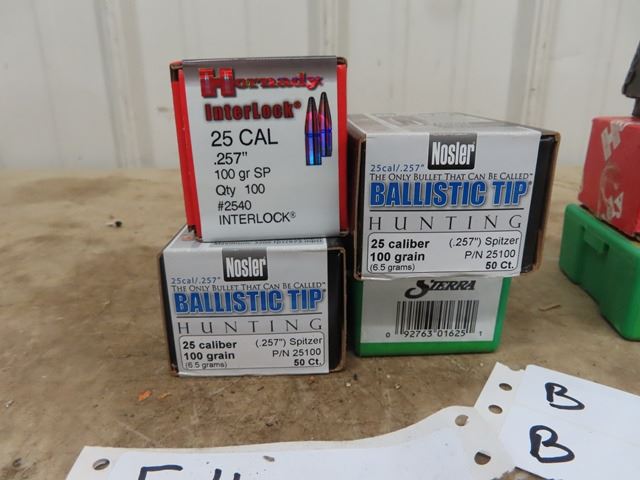 Hornady
InterLock®
25 CAL
.257"
100 gr SP
Qty 100
#2540
INTERLOCK®
Nosler
25cal/.257"
THE ONLY BULLET THAT CAN BE CALLED™
BALLISTIC TIP®
HUNTING
25 caliber (.257") Spitzer
100 grain P/N 25100
(6.5 grams) 50 Ct.
Nosler
25cal/.257"
THE ONLY BULLET THAT CAN BE CALLED™
BALLISTIC TIP®
HUNTING
25 caliber (.257") Spitzer
100 grain P/N 25100
(6.5 grams) 50 Ct.
SIERRA
0 92763 01625 1
B
B